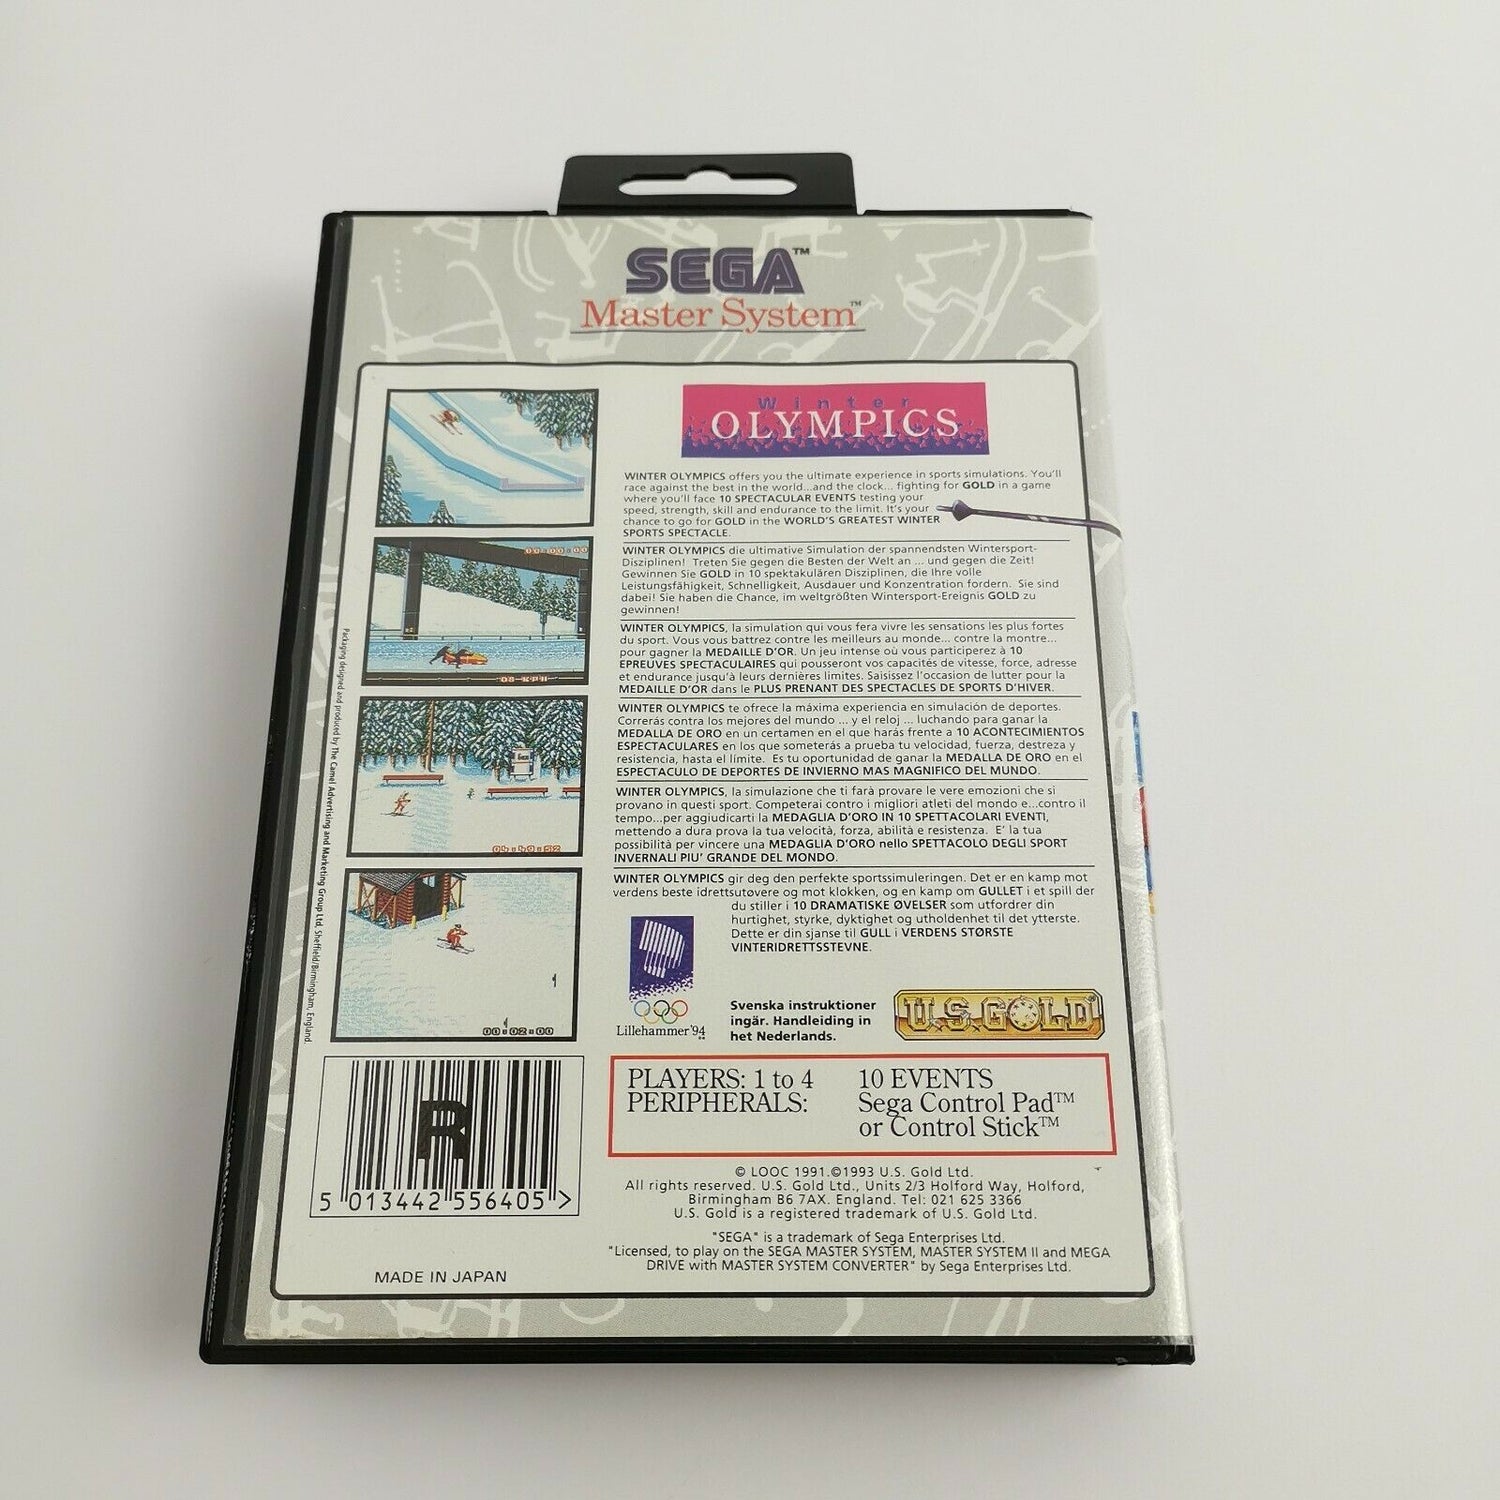 SEGA™
Master System™
Winter
OLYMPICS
WINTER OLYMPICS offers you the ultimate experience in sports simulations. You'll
race against the best in the world...and the clock... fighting for GOLD in a game
where you'll face 10 SPECTACULAR EVENTS testing your
speed, strength, skill and endurance to the limit. It's your
chance to go for GOLD in the WORLD'S GREATEST WINTER
SPORTS SPECTACLE.
WINTER OLYMPICS die ultimative Simulation der spannendsten Wintersport-
Disziplinen! Treten Sie gegen die Besten der Welt an ... und gegen die Zeit!
Gewinnen Sie GOLD in 10 spektakulären Disziplinen, die Ihre volle
Leistungsfähigkeit, Schnelligkeit, Ausdauer und Konzentration fordern. Sie sind
dabei! Sie haben die Chance, im weltgrößten Wintersport-Ereignis GOLD zu
gewinnen!
WINTER OLYMPICS, la simulation qui vous fera vivre les sensations les plus fortes
du sport. Vous vous battrez contre les meilleurs au monde... contre la montre...
pour gagner la MEDAILLE D'OR. Un jeu intense où vous participerez à 10
EPREUVES SPECTACULAIRES qui pousseront vos capacités de vitesse, force, adresse
et endurance jusqu'à leurs dernières limites. Saisissez l'occasion de lutter pour la
MEDAILLE D'OR dans le PLUS PRENANT DES SPECTACLES DE SPORTS D'HIVER.
WINTER OLYMPICS te ofrece la máxima experiencia en simulación de deportes.
Correrás contra los mejores del mundo ... y el reloj ... luchando para ganar la
MEDALLA DE ORO en un certamen en el que harás frente a 10 ACONTECIMIENTOS
ESPECTACULARES en los que someterás a prueba tu velocidad, fuerza, destreza y
resistencia, hasta el límite. Es tu oportunidad de ganar la MEDALLA DE ORO en el
ESPECTACULO DE DEPORTES DE INVIERNO MAS MAGNIFICO DEL MUNDO.
WINTER OLYMPICS, la simulazione che ti farà provare le vere emozioni che si
provano in questi sport. Competerai contro i migliori atleti del mondo e...contro il
tempo...per aggiudicarti la MEDAGLIA D'ORO IN 10 SPETTACOLARI EVENTI,
mettendo a dura prova la tua velocità, forza, abilità e resistenza. E' la tua
possibilità per vincere una MEDAGLIA D'ORO nello SPETTACOLO DEGLI SPORT
INVERNALI PIU' GRANDE DEL MONDO.
WINTER OLYMPICS gir deg den perfekte sportssimuleringen. Det er en kamp mot
verdens beste idrettsutøvere og mot klokken, og en kamp om GULLET i et spill der
du stiller i 10 DRAMATISKE ØVELSER som utfordrer din
hurtighet, styrke, dyktighet og utholdenhet til det ytterste.
Dette er din sjanse til GULL i VERDENS STØRSTE
VINTERIDRETTSSTEVNE.
Lillehammer'94
Svenska instruktioner
ingår. Handleiding in
het Nederlands.
U.S. GOLD
08 KPH
04:40:52
00:02:00
Packaging designed and produced by The Camel Advertising and Marketing Group Ltd, Sheffield/Birmingham, England.
PLAYERS: 1 to 4 10 EVENTS
PERIPHERALS: Sega Control Pad™
or Control Stick™
R
5 013442 556405 >
© LOOC 1991.©1993 U.S. Gold Ltd.
All rights reserved. U.S. Gold Ltd., Units 2/3 Holford Way, Holford,
Birmingham B6 7AX. England. Tel: 021 625 3366
U.S. Gold is a registered trademark of U.S. Gold Ltd.
"SEGA" is a trademark of Sega Enterprises Ltd.
"Licensed, to play on the SEGA MASTER SYSTEM, MASTER SYSTEM II and MEGA
DRIVE with MASTER SYSTEM CONVERTER" by Sega Enterprises Ltd.
MADE IN JAPAN